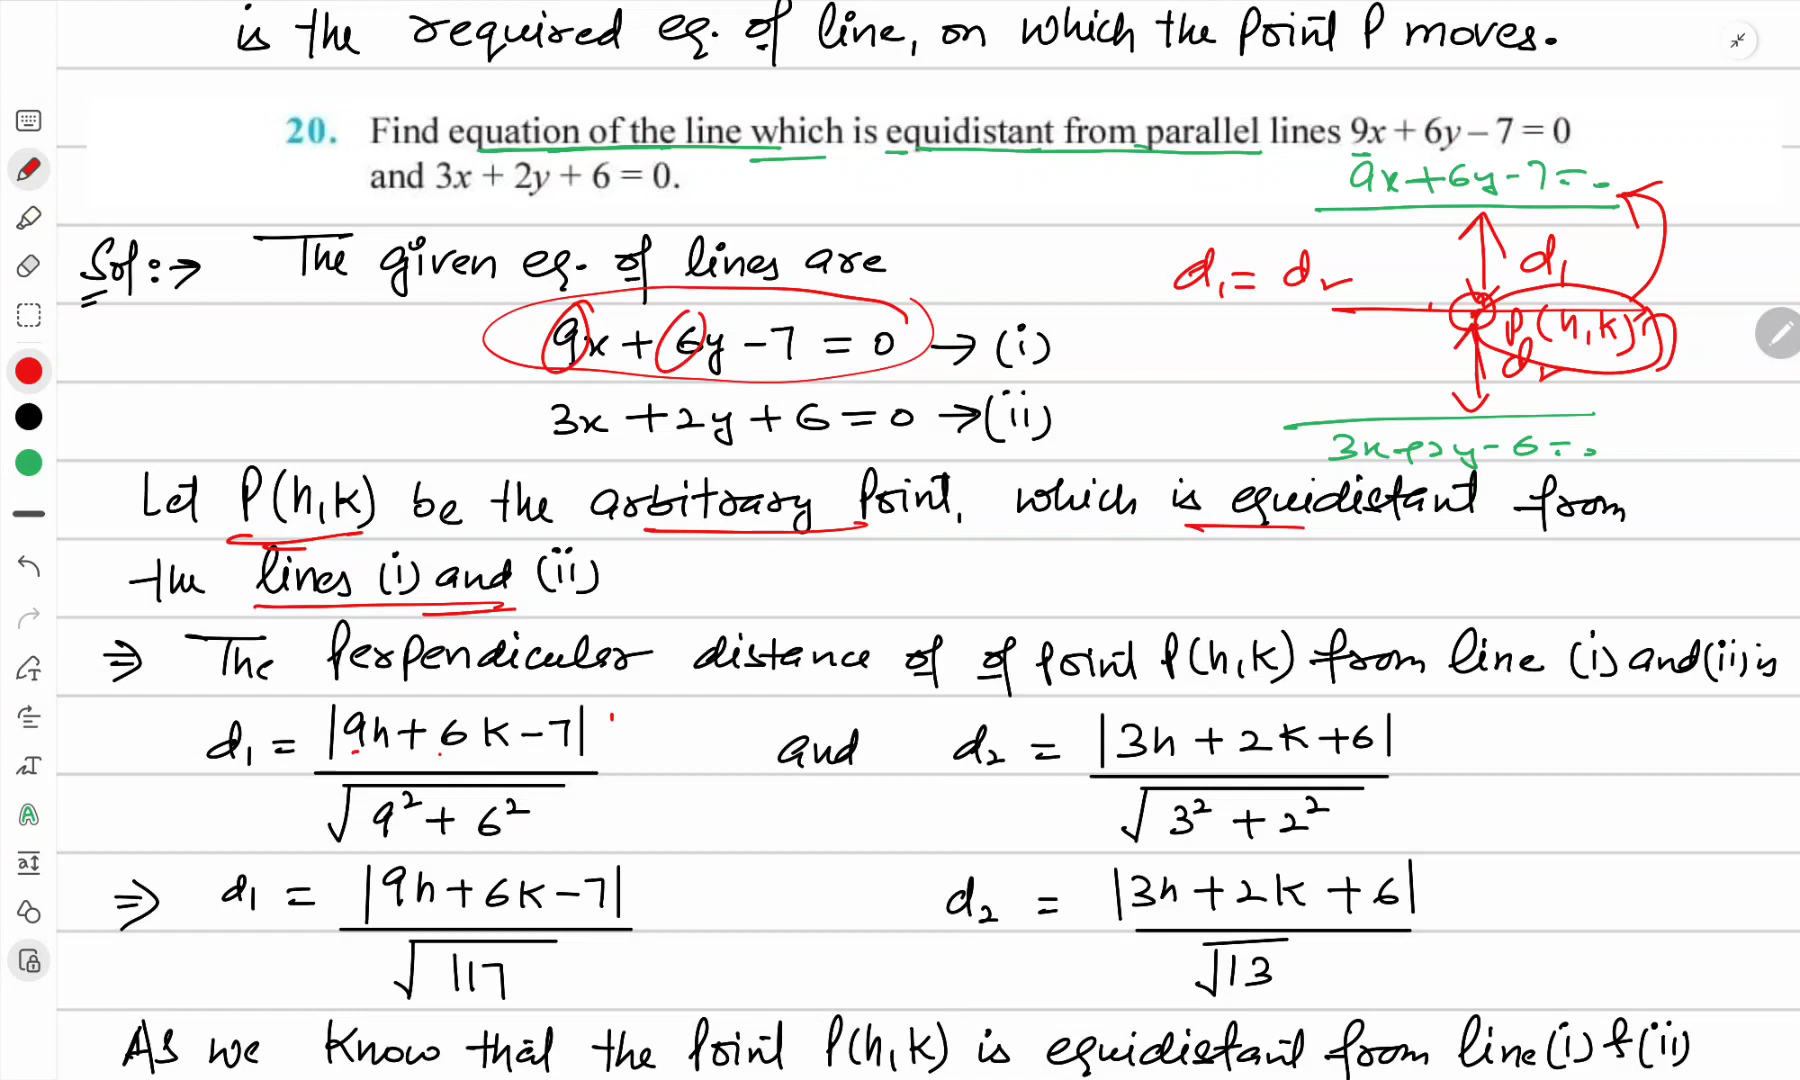 is the required eq. of line, on which the Point P moves.
20. Find equation of the line which is equidistant from parallel lines 9x + 6y – 7 = 0
and 3x + 2y + 6 = 0.
9x+6y-7=0
Sol:→ The given eq. of lines are
d₁ = d₂
d₁
9x + 6y - 7 = 0 → (i)
P(h,k)
d₂
3x + 2y + 6 = 0 → (ii)
3x+2y-6=0
Let P(h,k) be the arbitrary Point, which is equidistant from
the lines (i) and (ii)
⇒ The Perpendicular distance of of point P(h,k) from line (i) and (ii) is
d₁ = |9h+6k-7| / √(9²+6²) and d₂ = |3h+2k+6| / √(3²+2²)
⇒ d₁ = |9h+6k-7| / √117 d₂ = |3h+2k+6| / √13
As we know that the Point P(h,k) is equidistant from line (i) & (ii)